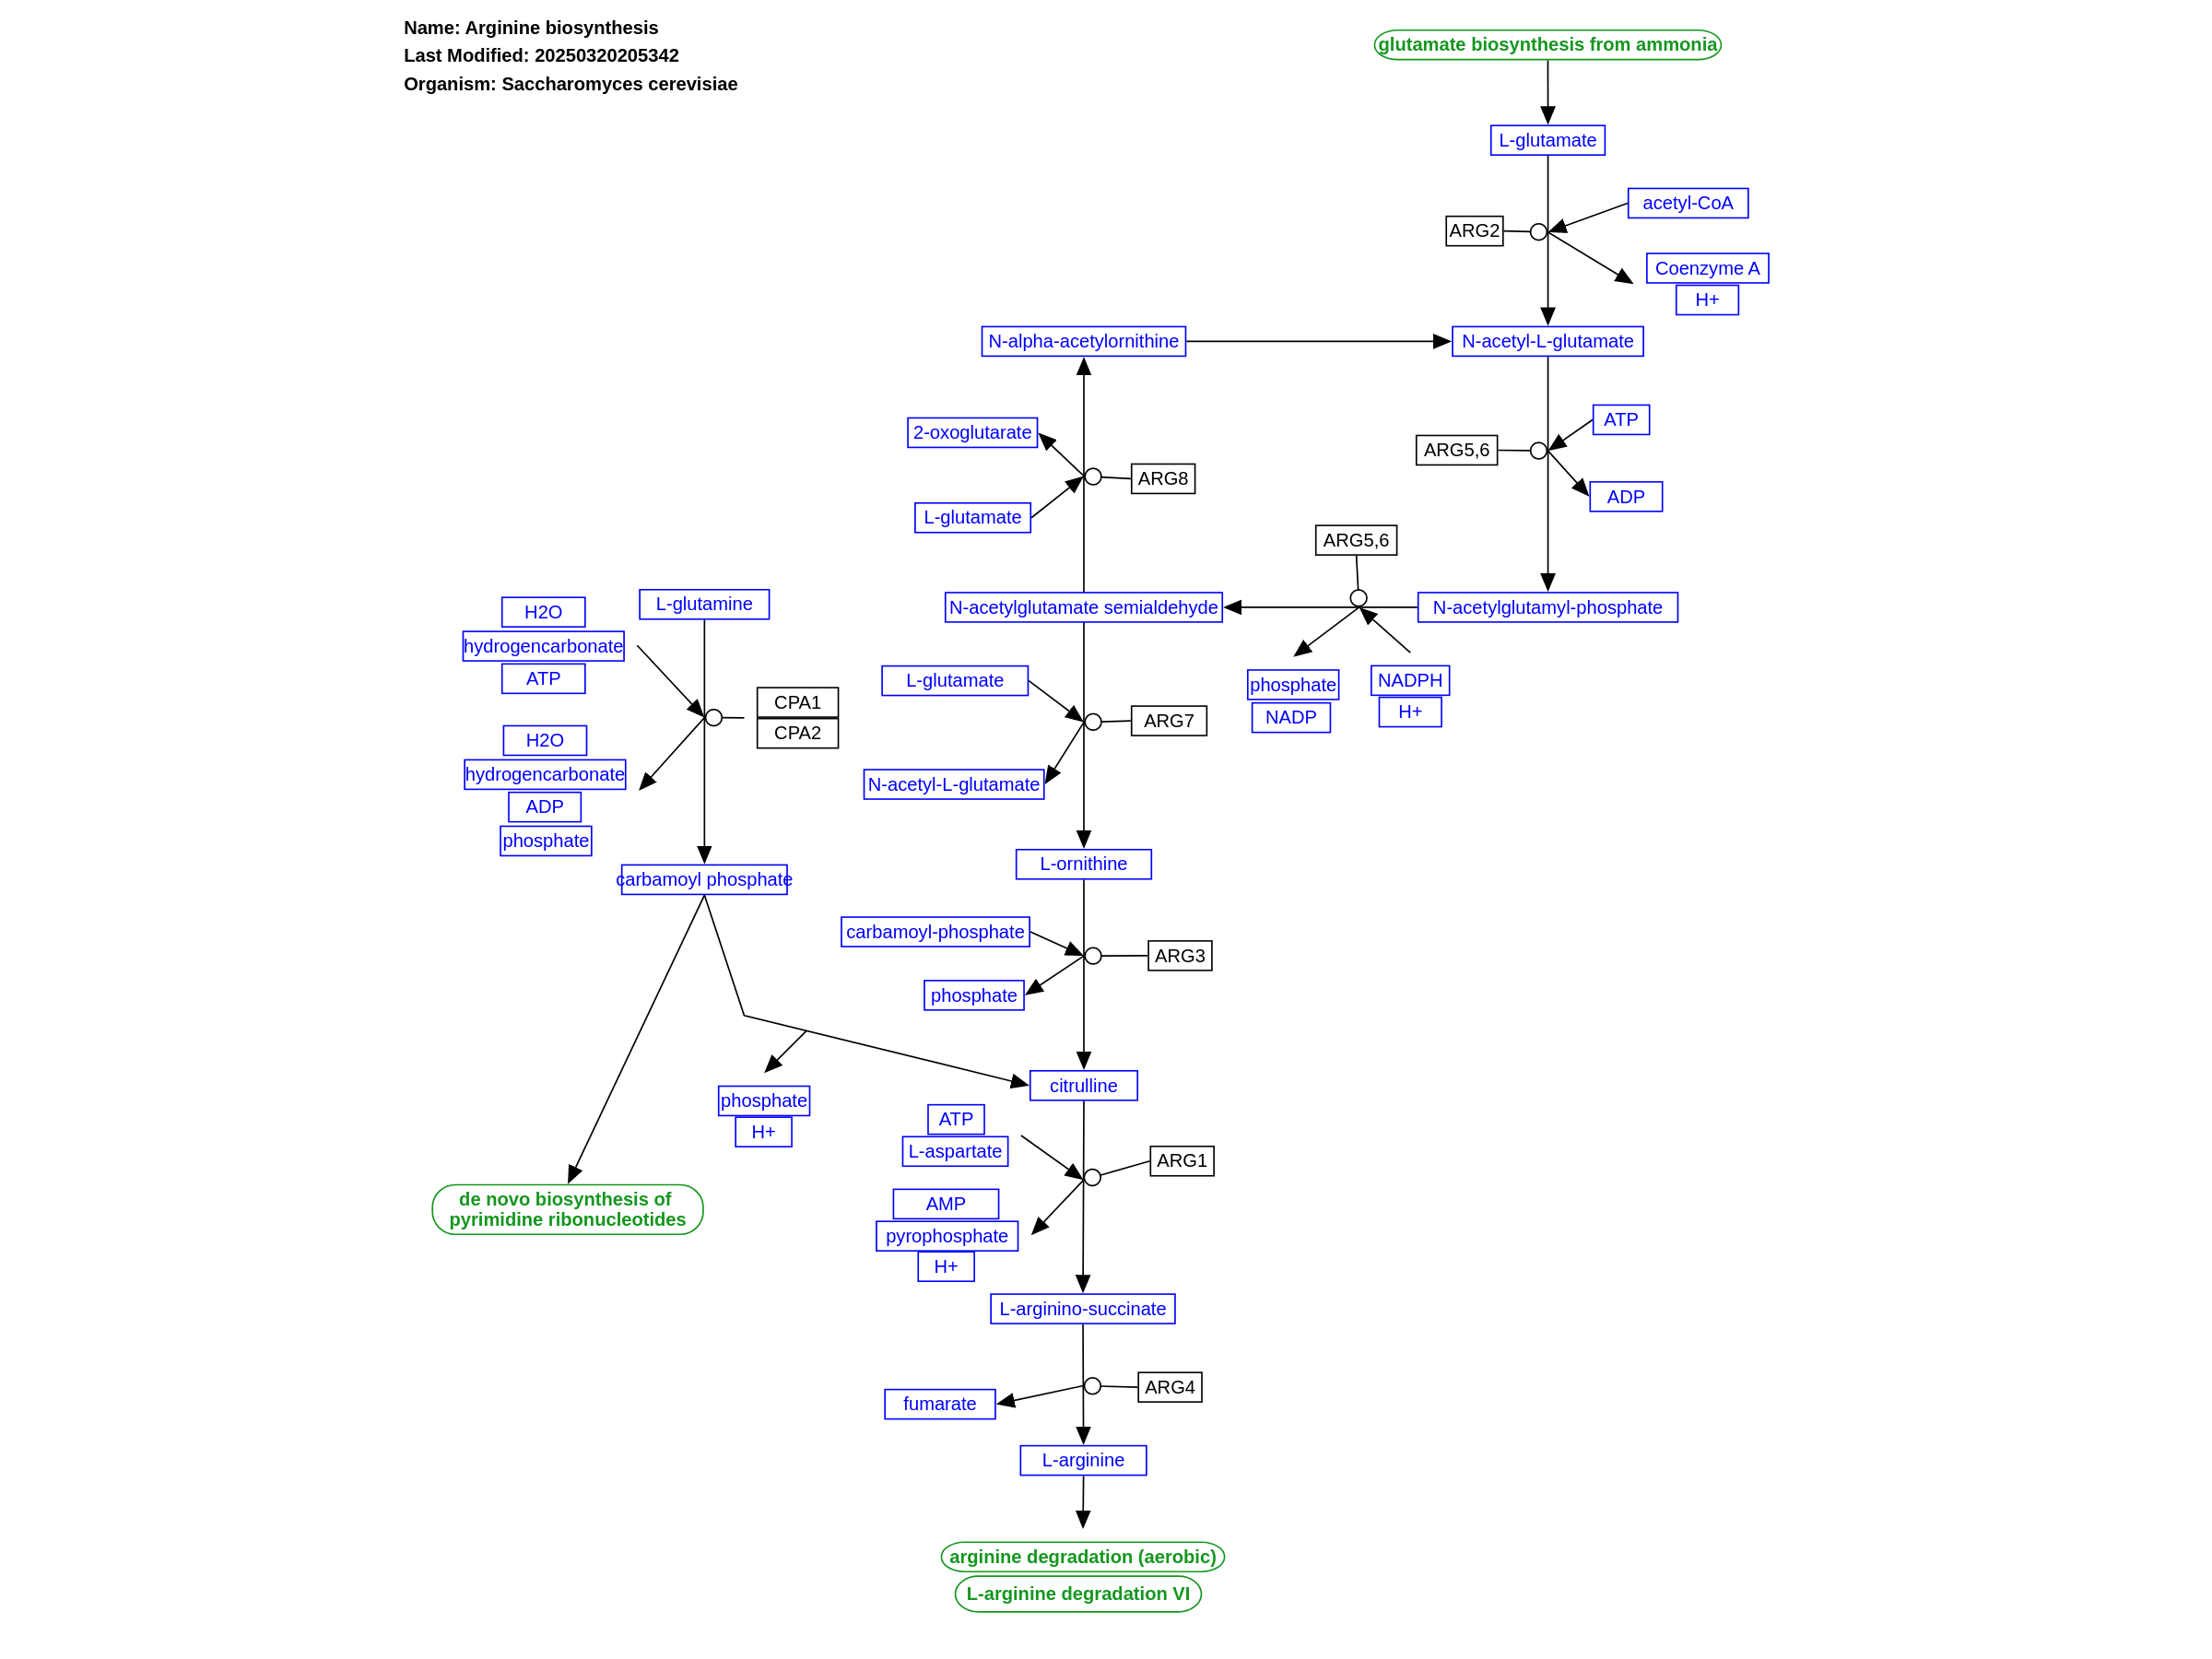 Name: Arginine biosynthesis
Last Modified: 20250320205342
Organism: Saccharomyces cerevisiae
glutamate biosynthesis from ammonia
L-glutamate
acetyl-CoA
ARG2
Coenzyme A
H+
N-alpha-acetylornithine
N-acetyl-L-glutamate
ATP
2-oxoglutarate
ARG5,6
ARG8
ADP
L-glutamate
ARG5,6
L-glutamine
H2O
N-acetylglutamate semialdehyde
N-acetylglutamyl-phosphate
hydrogencarbonate
ATP
L-glutamate
phosphate
NADPH
CPA1
NADP
H+
ARG7
CPA2
H2O
hydrogencarbonate
N-acetyl-L-glutamate
ADP
phosphate
L-ornithine
carbamoyl phosphate
carbamoyl-phosphate
ARG3
phosphate
citrulline
phosphate
H+
ATP
L-aspartate
ARG1
de novo biosynthesis of
pyrimidine ribonucleotides
AMP
pyrophosphate
H+
L-arginino-succinate
ARG4
fumarate
L-arginine
arginine degradation (aerobic)
L-arginine degradation VI